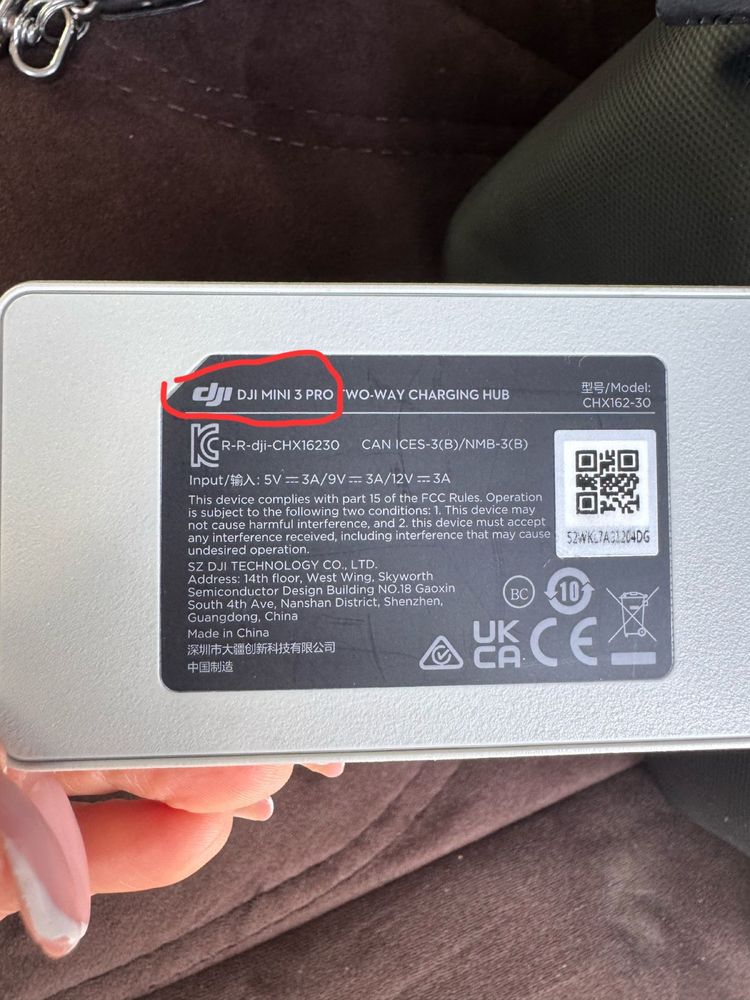 dji DJI MINI 3 PRO TWO-WAY CHARGING HUB
型号/Model:
CHX162-30
R-R-dji-CHX16230 CAN ICES-3(B)/NMB-3(B)
Input/输入: 5V ⎓ 3A/9V ⎓ 3A/12V ⎓ 3A
This device complies with part 15 of the FCC Rules. Operation
is subject to the following two conditions: 1. This device may
not cause harmful interference, and 2. this device must accept
any interference received, including interference that may cause
undesired operation.
SZ DJI TECHNOLOGY CO., LTD.
Address: 14th floor, West Wing, Skyworth
Semiconductor Design Building NO.18 Gaoxin
South 4th Ave, Nanshan District, Shenzhen,
Guangdong, China
Made in China
深圳市大疆创新科技有限公司
中国制造
BC
10
UK
CA
CE